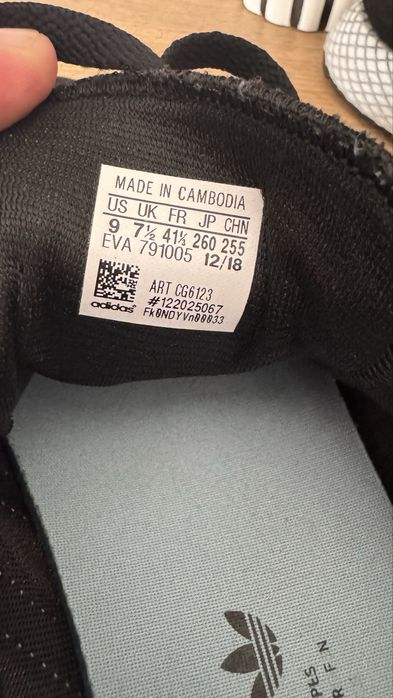 MADE IN CAMBODIA
US UK FR JP CHN
9 7½ 41⅓ 260 255
EVA 791005 12/18
ART CG6123
#122025067
adidas
Fk0NDYVn00033